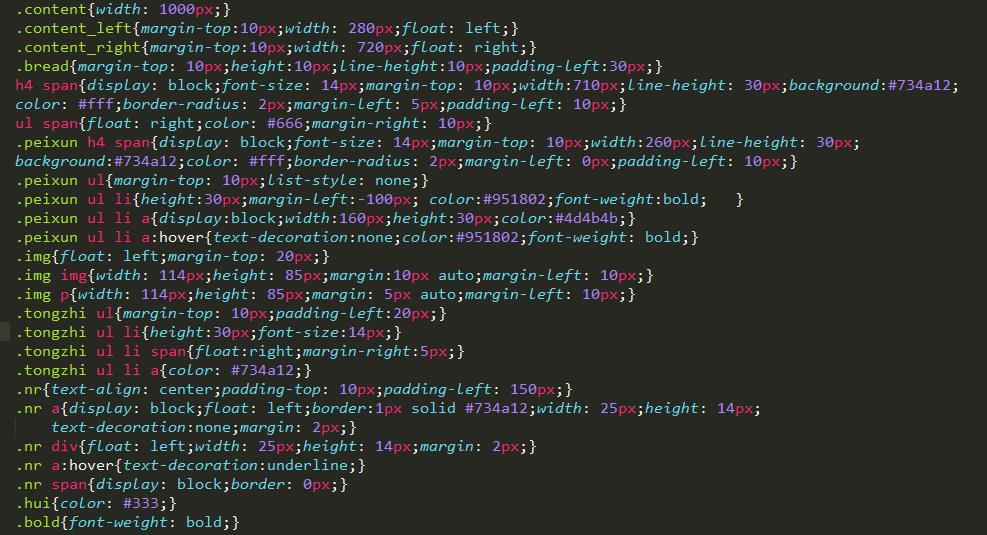 .content{width: 1000px;}
.content_left{margin-top:10px;width: 280px;float: left;}
.content_right{margin-top:10px;width: 720px;float: right;}
.bread{margin-top: 10px;height:10px;line-height:10px;padding-left:30px;}
h4 span{display: block;font-size: 14px;margin-top: 10px;width:710px;line-height: 30px;background:#734a12;
color: #fff;border-radius: 2px;margin-left: 5px;padding-left: 10px;}
ul span{float: right;color: #666;margin-right: 10px;}
.peixun h4 span{display: block;font-size: 14px;margin-top: 10px;width:260px;line-height: 30px;
background:#734a12;color: #fff;border-radius: 2px;margin-left: 0px;padding-left: 10px;}
.peixun ul{margin-top: 10px;list-style: none;}
.peixun ul li{height:30px;margin-left:-100px; color:#951802;font-weight:bold;   }
.peixun ul li a{display:block;width:160px;height:30px;color:#4d4b4b;}
.peixun ul li a:hover{text-decoration:none;color:#951802;font-weight: bold;}
.img{float: left;margin-top: 20px;}
.img img{width: 114px;height: 85px;margin:10px auto;margin-left: 10px;}
.img p{width: 114px;height: 85px;margin: 5px auto;margin-left: 10px;}
.tongzhi ul{margin-top: 10px;padding-left:20px;}
.tongzhi ul li{height:30px;font-size:14px;}
.tongzhi ul li span{float:right;margin-right:5px;}
.tongzhi ul li a{color: #734a12;}
.nr{text-align: center;padding-top: 10px;padding-left: 150px;}
.nr a{display: block;float: left;border:1px solid #734a12;width: 25px;height: 14px;
    text-decoration:none;margin: 2px;}
.nr div{float: left;width: 25px;height: 14px;margin: 2px;}
.nr a:hover{text-decoration:underline;}
.nr span{display: block;border: 0px;}
.hui{color: #333;}
.bold{font-weight: bold;}